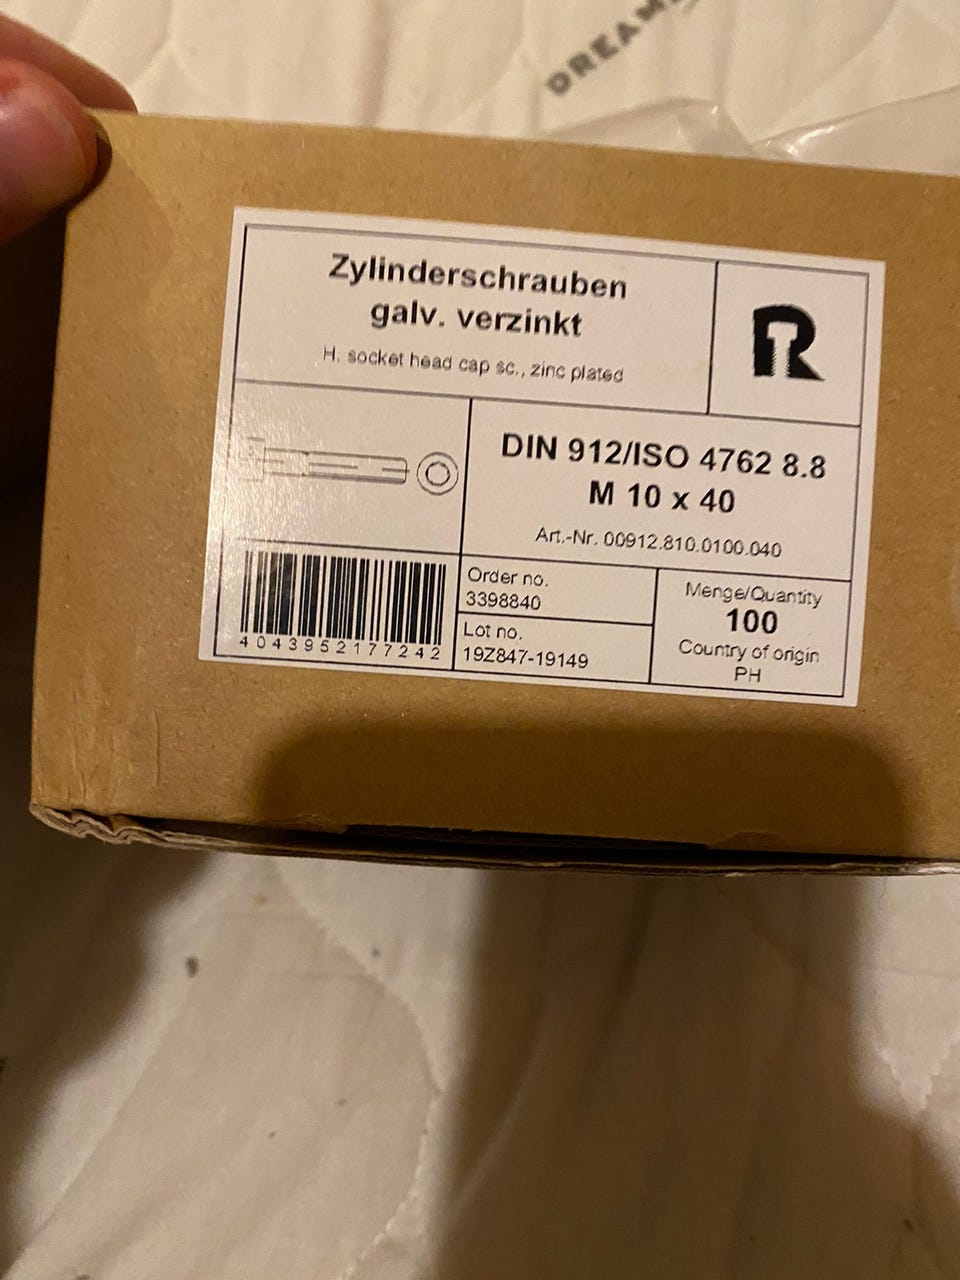 DREAM
Zylinderschrauben
galv. verzinkt
H. socket head cap sc., zinc plated
R
DIN 912/ISO 4762 8.8
M 10 x 40
Art.-Nr. 00912.810.0100.040
4043952177242
Order no.
3398840
Lot no.
19Z847-19149
Menge/Quantity
100
Country of origin
PH